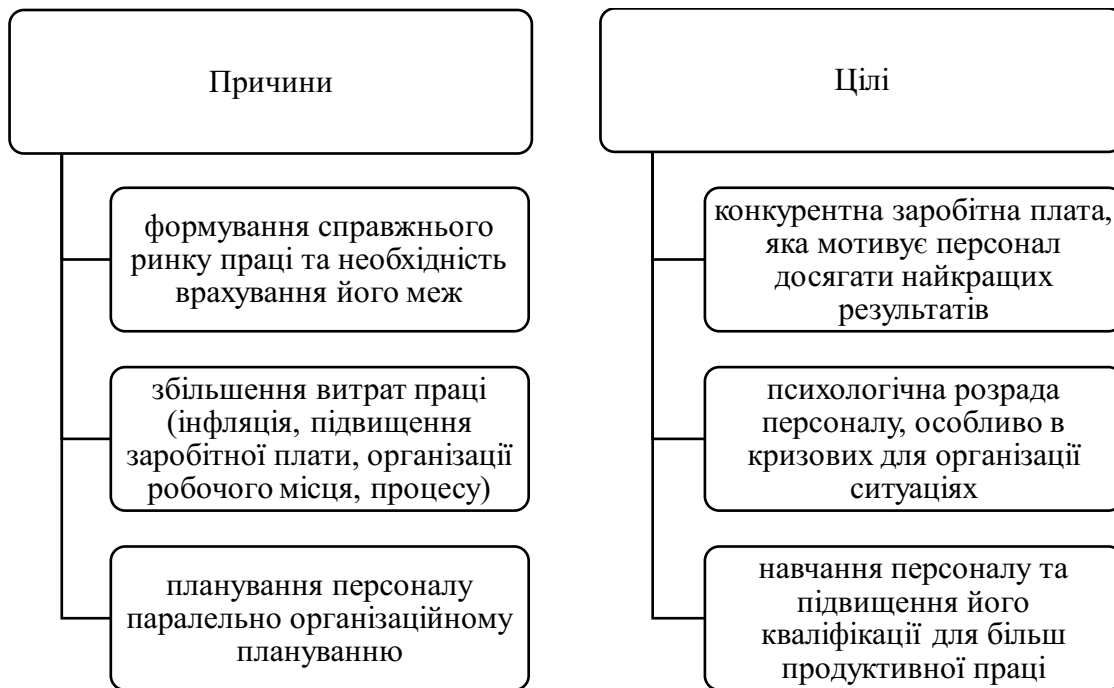 Причини
формування справжнього
ринку праці та необхідність
врахування його меж
збільшення витрат праці
(інфляція, підвищення
заробітної плати, організації
робочого місця, процесу)
планування персоналу
паралельно організаційному
плануванню
Цілі
конкурентна заробітна плата,
яка мотивує персонал
досягати найкращих
результатів
психологічна розрада
персоналу, особливо в
кризових для організації
ситуаціях
навчання персоналу та
підвищення його
кваліфікації для більш
продуктивної праці